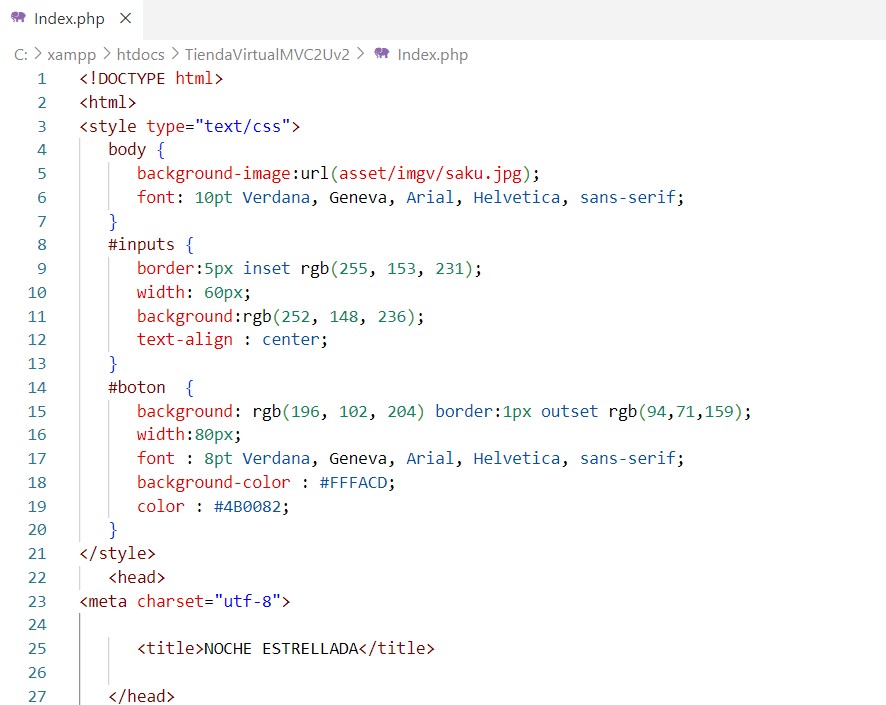 Index.php ×
C: > xampp > htdocs > TiendaVirtualMVC2Uv2 > Index.php
1 <!DOCTYPE html>
2 <html>
3 <style type="text/css">
4 body {
5 background-image:url(asset/imgv/saku.jpg);
6 font: 10pt Verdana, Geneva, Arial, Helvetica, sans-serif;
7 }
8 #inputs {
9 border:5px inset rgb(255, 153, 231);
10 width: 60px;
11 background:rgb(252, 148, 236);
12 text-align : center;
13 }
14 #boton  {
15 background: rgb(196, 102, 204) border:1px outset rgb(94,71,159);
16 width:80px;
17 font : 8pt Verdana, Geneva, Arial, Helvetica, sans-serif;
18 background-color : #FFFACD;
19 color : #4B0082;
20 }
21 </style>
22 <head>
23 <meta charset="utf-8">
24
25 <title>NOCHE ESTRELLADA</title>
26
27 </head>